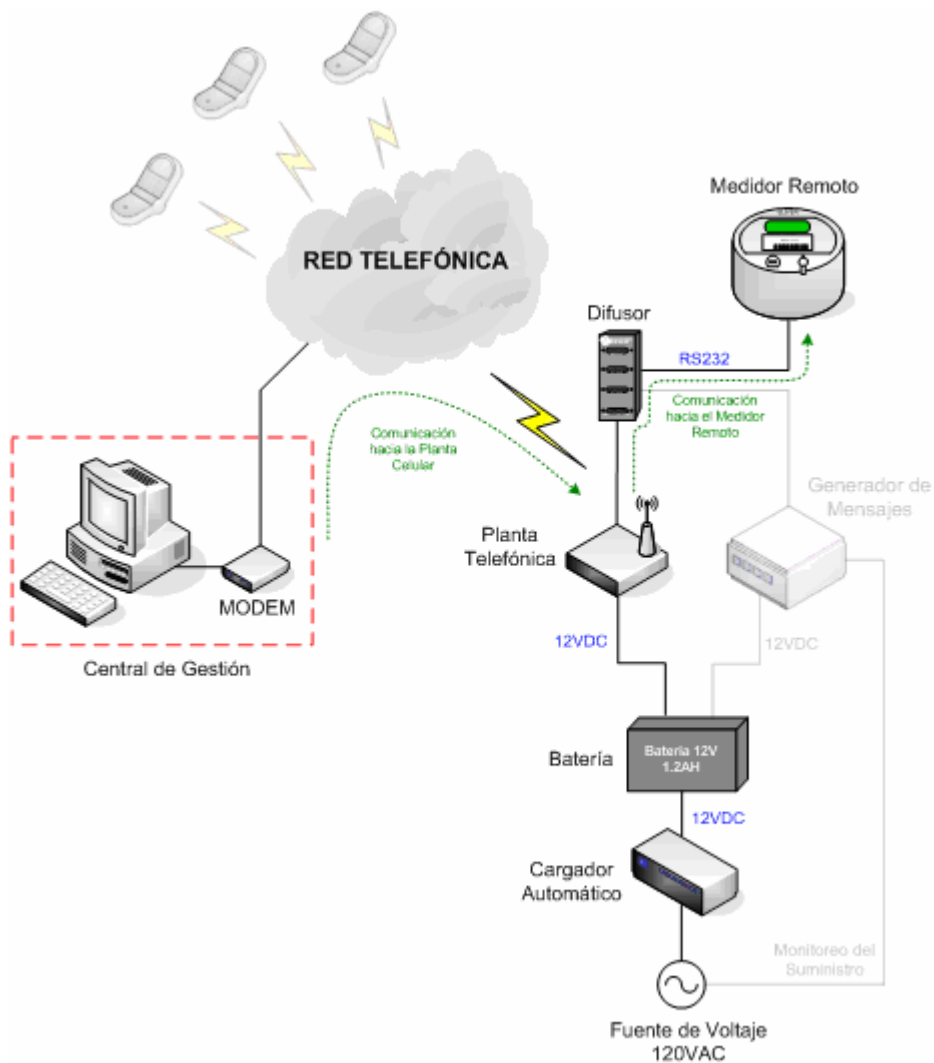 Medidor Remoto
RED TELEFÓNICA
Difusor
RS232
Comunicación
hacia el Medidor
Remoto
Comunicación
hacia la Planta
Celular
Generador de
Mensajes
Planta
Telefónica
MODEM
12VDC
12VDC
Central de Gestión
Batería
Batería 12V
1.2AH
12VDC
Cargador
Automático
Monitoreo del
Suministro
Fuente de Voltaje
120VAC